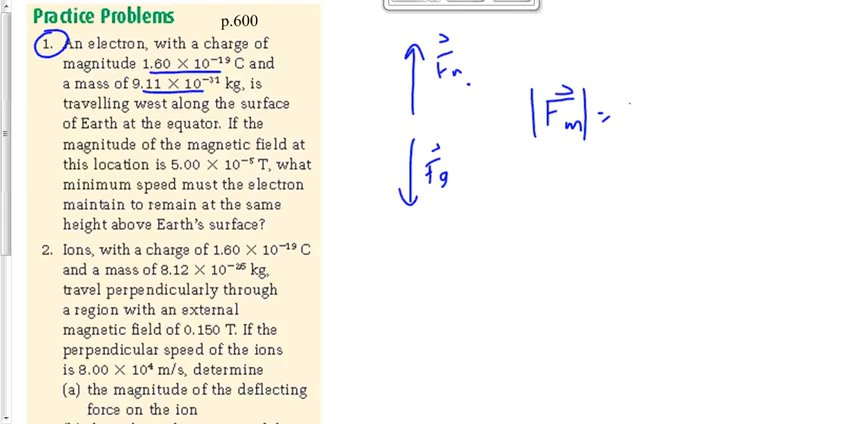 Practice Problems p.600
1. An electron, with a charge of
magnitude 1.60 × 10⁻¹⁹ C and
a mass of 9.11 × 10⁻³¹ kg, is
travelling west along the surface
of Earth at the equator. If the
magnitude of the magnetic field at
this location is 5.00 × 10⁻⁵ T, what
minimum speed must the electron
maintain to remain at the same
height above Earth's surface?
2. Ions, with a charge of 1.60 × 10⁻¹⁹ C
and a mass of 8.12 × 10⁻²⁵ kg,
travel perpendicularly through
a region with an external
magnetic field of 0.150 T. If the
perpendicular speed of the ions
is 8.00 × 10⁴ m/s, determine
(a) the magnitude of the deflecting
force on the ion
F⃗m
F⃗g
|F⃗m| =